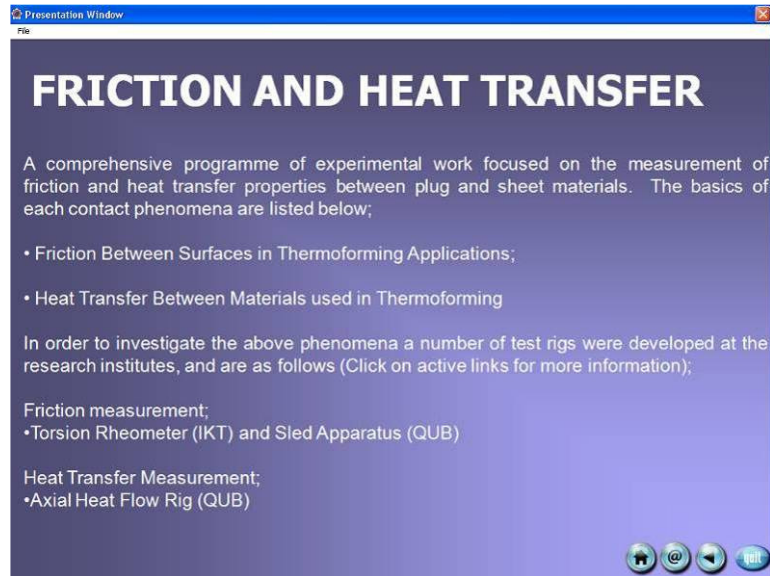 Presentation Window
File
FRICTION AND HEAT TRANSFER
A comprehensive programme of experimental work focused on the measurement of
friction and heat transfer properties between plug and sheet materials. The basics of
each contact phenomena are listed below;
• Friction Between Surfaces in Thermoforming Applications;
• Heat Transfer Between Materials used in Thermoforming
In order to investigate the above phenomena a number of test rigs were developed at the
research institutes, and are as follows (Click on active links for more information);
Friction measurement;
•Torsion Rheometer (IKT) and Sled Apparatus (QUB)
Heat Transfer Measurement;
•Axial Heat Flow Rig (QUB)
@ quit